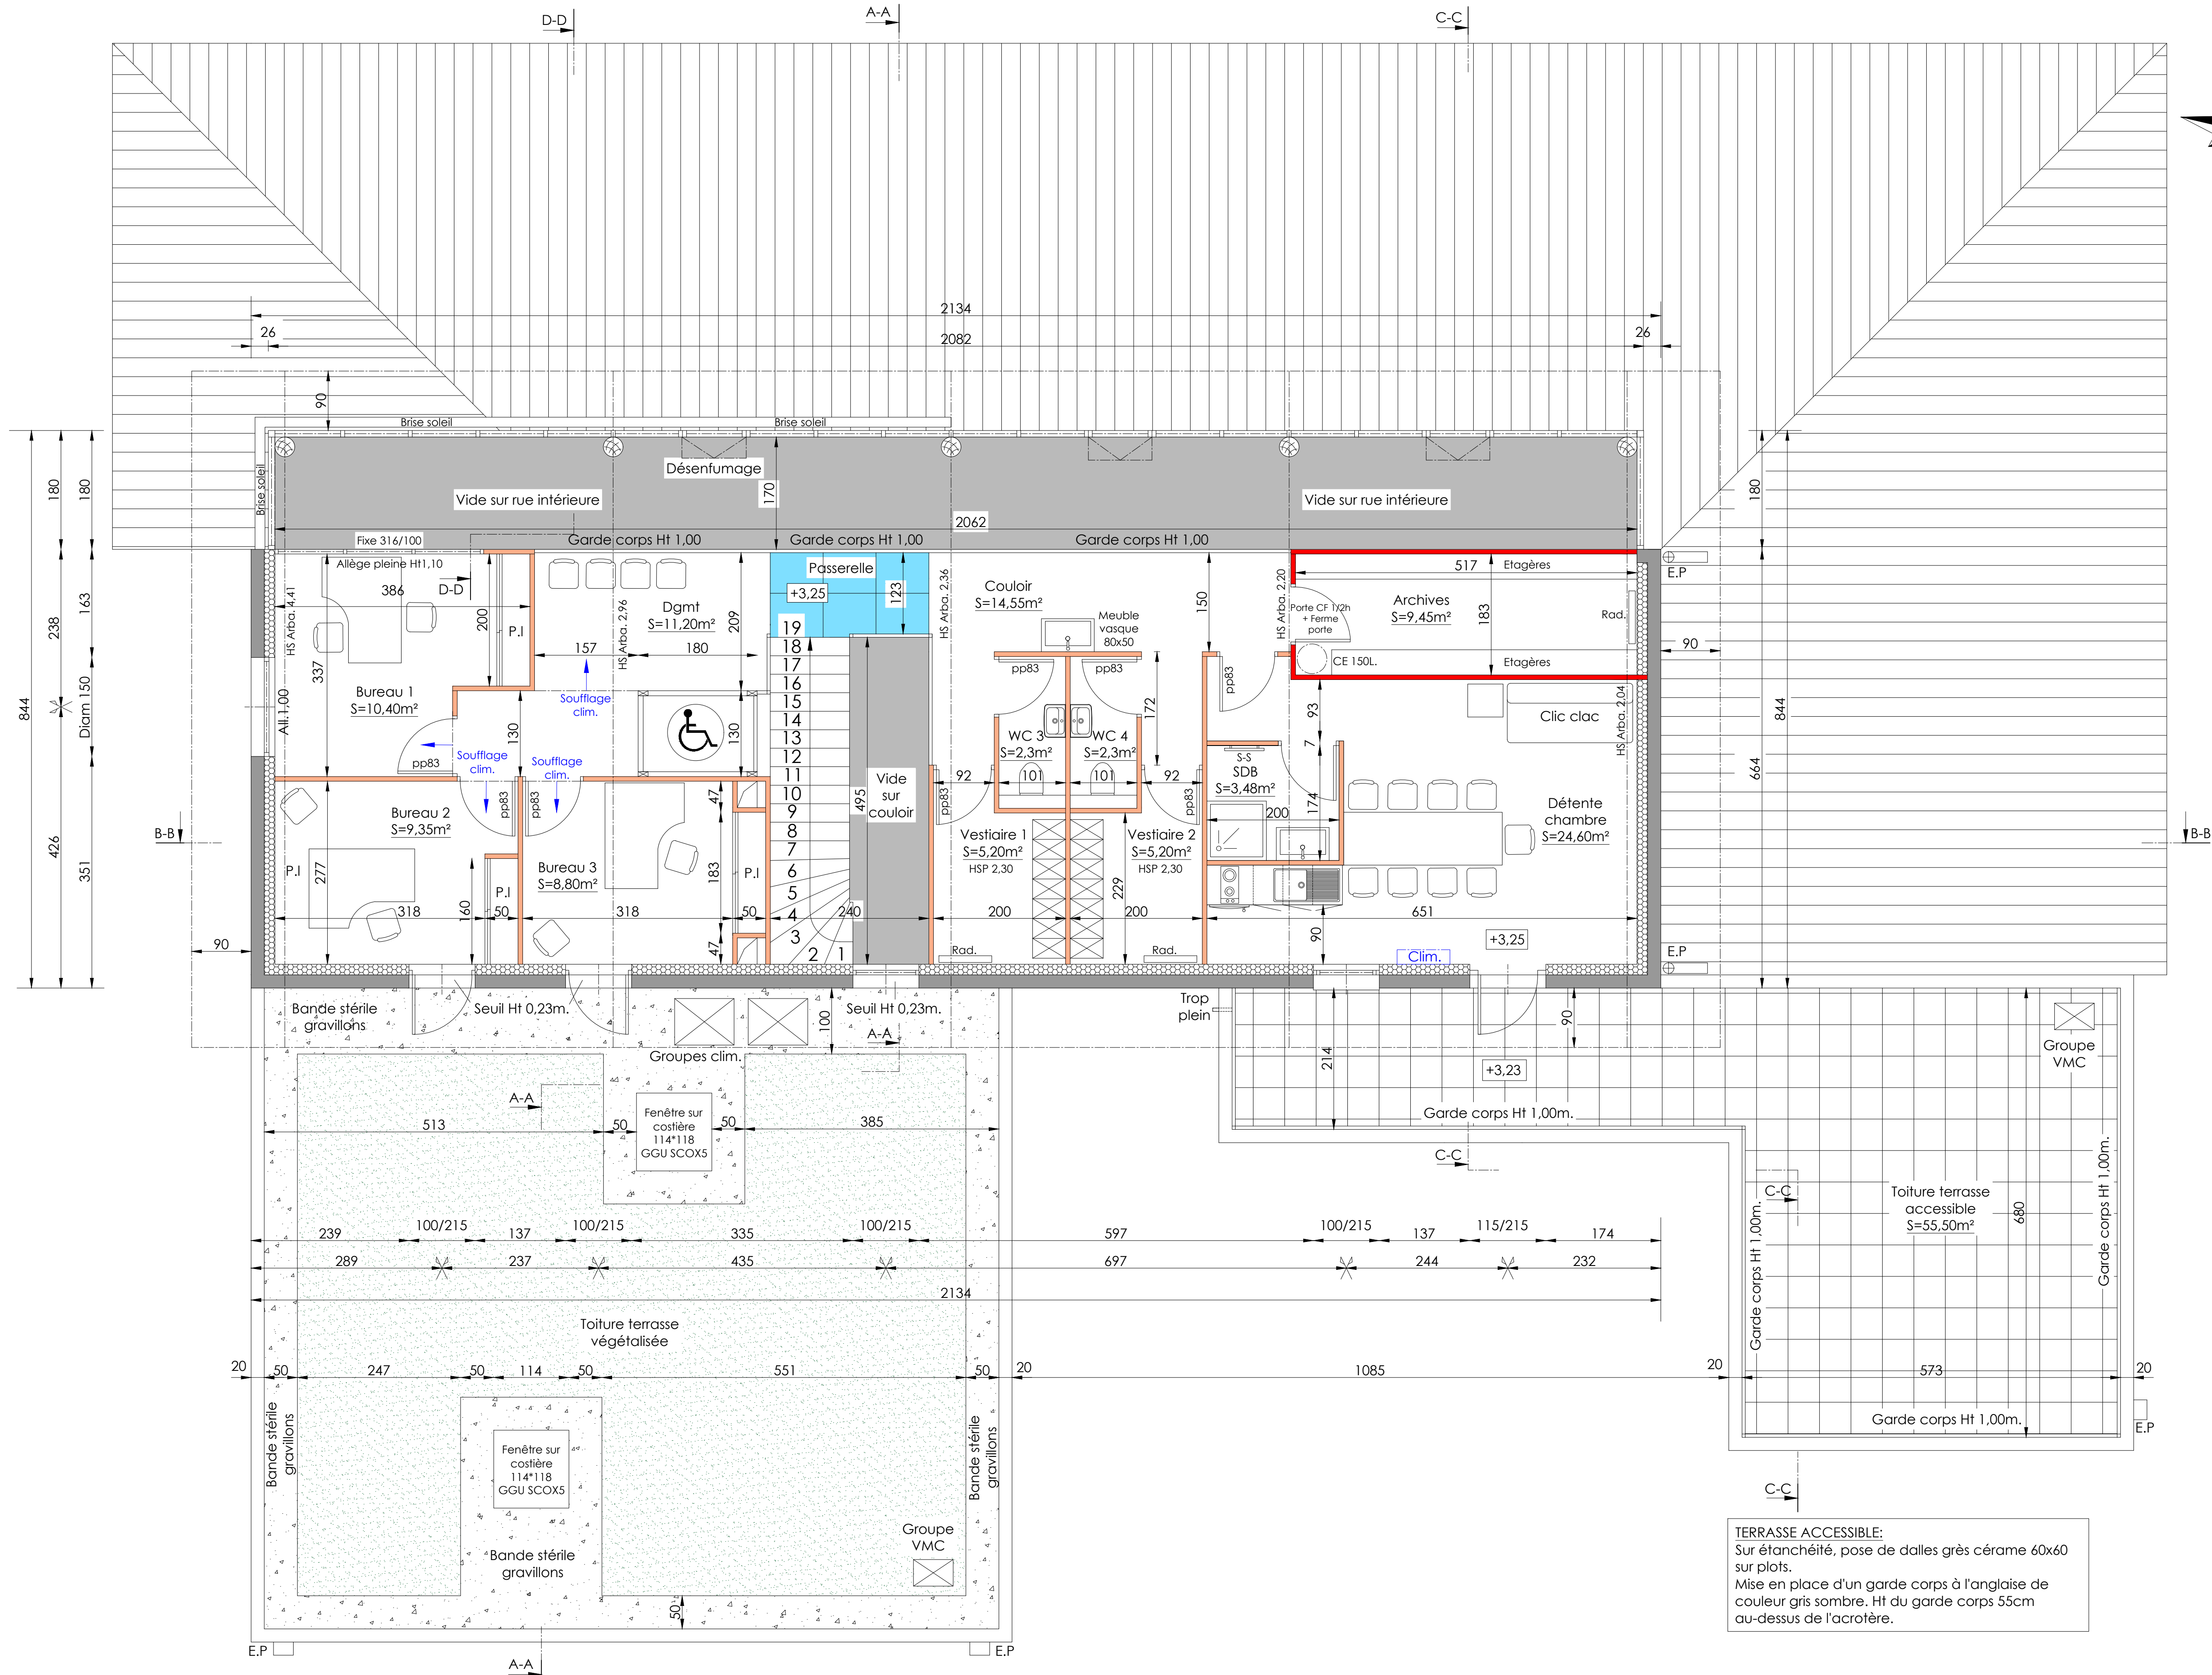 D-D
A-A
C-C
2134
26
2082
26
90
Brise soleil
Brise soleil
Brise soleil
Désenfumage
Vide sur rue intérieure
170
Vide sur rue intérieure
2062
Fixe 316/100
Garde corps Ht 1,00
Garde corps Ht 1,00
Garde corps Ht 1,00
844
180
238
426
180
163
Diam 150
351
Allège pleine Ht1,10
386
D-D
HS Arba. 4,41
337
200
P.I
Bureau 1
S=10,40m²
All.1,00
pp83
Dgmt
S=11,20m²
HS Arba. 2,96
209
157
180
Soufflage
clim.
Soufflage
clim.
Soufflage
clim.
130
130
Passerelle
+3,25
123
19
18
17
16
15
14
13
12
11
10
9
8
7
6
5
4
3
2
1
495
Vide
sur
couloir
240
HS Arba. 2,36
Couloir
S=14,55m²
Meuble
vasque
80x50
150
HS Arba. 2,20
Porte CF 1/2h
+ Ferme
porte
517
Etagères
Archives
S=9,45m²
183
Rad.
CE 150L.
Etagères
E.P
90
180
664
844
pp83
pp83
pp83
172
WC 3
S=2,3m²
WC 4
S=2,3m²
92
101
101
92
pp83
pp83
93
7
S-S
SDB
S=3,48m²
174
200
Clic clac
HS Arba. 2,04
Détente
chambre
S=24,60m²
B-B
B-B
Bureau 2
S=9,35m²
P.I
277
318
160
50
P.I
pp83
pp83
Bureau 3
S=8,80m²
318
47
183
47
P.I
50
Vestiaire 1
S=5,20m²
HSP 2,30
Vestiaire 2
S=5,20m²
HSP 2,30
229
200
200
Rad.
Rad.
651
90
+3,25
Clim.
E.P
90
Bande stérile
gravillons
Seuil Ht 0,23m.
Seuil Ht 0,23m.
100
A-A
Groupes clim.
Trop
plein
214
90
+3,23
Groupe
VMC
A-A
Fenêtre sur
costière
114*118
GGU SCOX5
513
50
50
385
Garde corps Ht 1,00m.
C-C
C-C
Garde corps Ht 1,00m.
Garde corps Ht 1,00m.
Toiture terrasse
accessible
S=55,50m²
680
239
100/215
137
100/215
335
100/215
597
100/215
137
115/215
174
289
237
435
697
244
232
2134
Toiture terrasse
végétalisée
20
50
247
50
114
50
551
50
20
1085
20
573
20
Garde corps Ht 1,00m.
E.P
Bande stérile
gravillons
Bande stérile
gravillons
Fenêtre sur
costière
114*118
GGU SCOX5
Groupe
VMC
Bande stérile
gravillons
50
C-C
E.P
E.P
A-A
TERRASSE ACCESSIBLE:
Sur étanchéité, pose de dalles grès cérame 60x60
sur plots.
Mise en place d'un garde corps à l'anglaise de
couleur gris sombre. Ht du garde corps 55cm
au-dessus de l'acrotère.